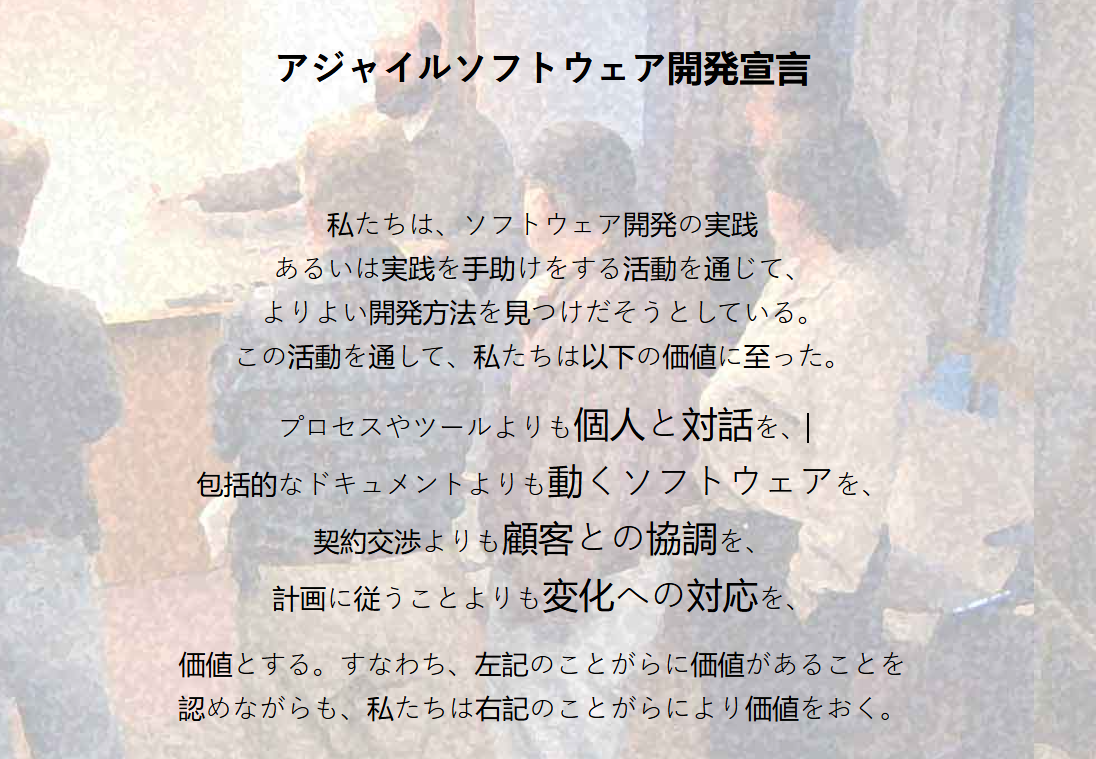 アジャイルソフトウェア開発宣言
私たちは、ソフトウェア開発の実践
あるいは実践を手助けをする活動を通じて、
よりよい開発方法を見つけだそうとしている。
この活動を通して、私たちは以下の価値に至った。
プロセスやツールよりも個人と対話を、
包括的なドキュメントよりも動くソフトウェアを、
契約交渉よりも顧客との協調を、
計画に従うことよりも変化への対応を、
価値とする。すなわち、左記のことがらに価値があることを
認めながらも、私たちは右記のことがらにより価値をおく。